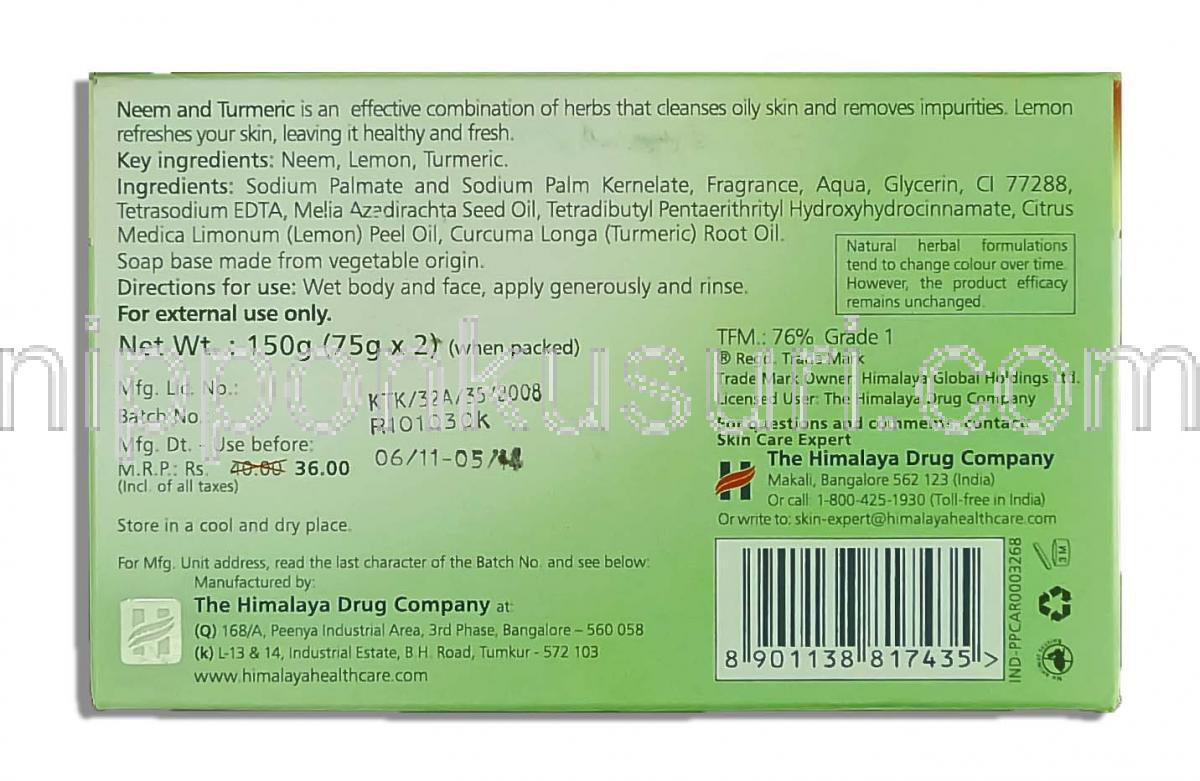 Neem and Turmeric is an effective combination of herbs that cleanses oily skin and removes impurities. Lemon
refreshes your skin, leaving it healthy and fresh.
Key ingredients: Neem, Lemon, Turmeric.
Ingredients: Sodium Palmate and Sodium Palm Kernelate, Fragrance, Aqua, Glycerin, CI 77288,
Tetrasodium EDTA, Melia Azadirachta Seed Oil, Tetradibutyl Pentaerithrityl Hydroxyhydrocinnamate, Citrus
Medica Limonum (Lemon) Peel Oil, Curcuma Longa (Turmeric) Root Oil.
Soap base made from vegetable origin.
Directions for use: Wet body and face, apply generously and rinse.
For external use only.
Net Wt. : 150g (75g x 2) (when packed)
Natural herbal formulations
tend to change colour over time.
However, the product efficacy
remains unchanged.
Mfg. Lic. No.: KTK/32A/35/2008
Batch No.
Mfg. Dt. - Use before: 06/11-05/
M.R.P.: Rs. 40.00 36.00
(Incl. of all taxes)
Store in a cool and dry place.
TFM.: 76% Grade 1
® Regd. Trade Mark
Trade Mark Owner: Himalaya Global Holdings Ltd.
Licensed User: The Himalaya Drug Company
For questions and comments, contact:
Skin Care Expert
The Himalaya Drug Company
Makali, Bangalore 562 123 (India)
Or call: 1-800-425-1930 (Toll-free in India)
Or write to: skin-expert@himalayahealthcare.com
For Mfg. Unit address, read the last character of the Batch No. and see below:
Manufactured by:
The Himalaya Drug Company at:
(Q) 168/A, Peenya Industrial Area, 3rd Phase, Bangalore – 560 058
(k) L-13 & 14, Industrial Estate, B.H. Road, Tumkur - 572 103
www.himalayahealthcare.com
8 901138 817435 >
IND-PPCAR0003268
3M
nipponkusuri.com